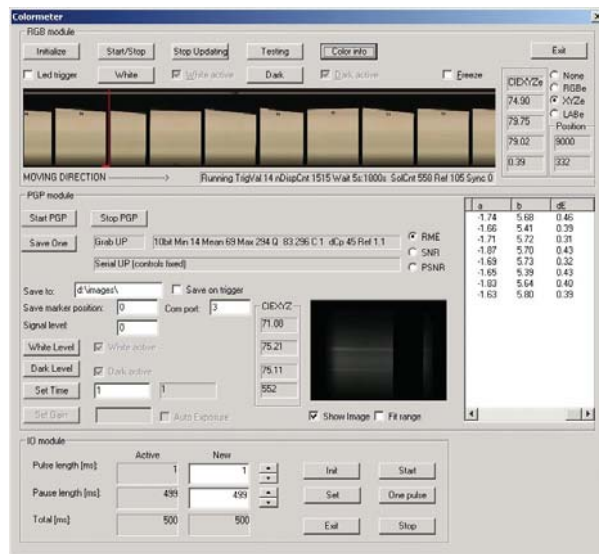 Colormeter
RGB module
Initialize Start/Stop Stop Updating Testing Color info Exit
Led trigger White White active Dark Dark active Freeze
CIEXYZe
74.90
79.75
79.02
0.39
None
RGBe
XYZe
LABe
Position
9000
332
MOVING DIRECTION Running TrigVal 14 nDispCnt 1515 Wait 5s:1000s SolCnt 550 Ref 105 Sync 0
PGP module
Start PGP Stop PGP
Save One Grab UP 10bit Min 14 Mean 69 Max 294 Q 83.296 C 1 dCp 45 Ref 1.1
Serial UP (controls fixed)
RME
SNR
PSNR
Save to: d:\images\ Save on trigger
Save marker position: 0 Com port: 3
Signal level: 0
White Level White active
Dark Level Dark active
Set Time 1 1
Set Gain Auto Exposure
CIEXYZ
71.08
75.21
75.11
552
Show Image Fit range
a b dE
-1.74 5.68 0.46
-1.66 5.41 0.39
-1.71 5.72 0.31
-1.87 5.70 0.43
-1.69 5.73 0.32
-1.65 5.39 0.43
-1.83 5.64 0.40
-1.63 5.80 0.39
IO module
Active New
Pulse length [ms]: 1 1 Init Start
Pause length [ms]: 499 499 Set One pulse
Total [ms]: 500 500 Exit Stop